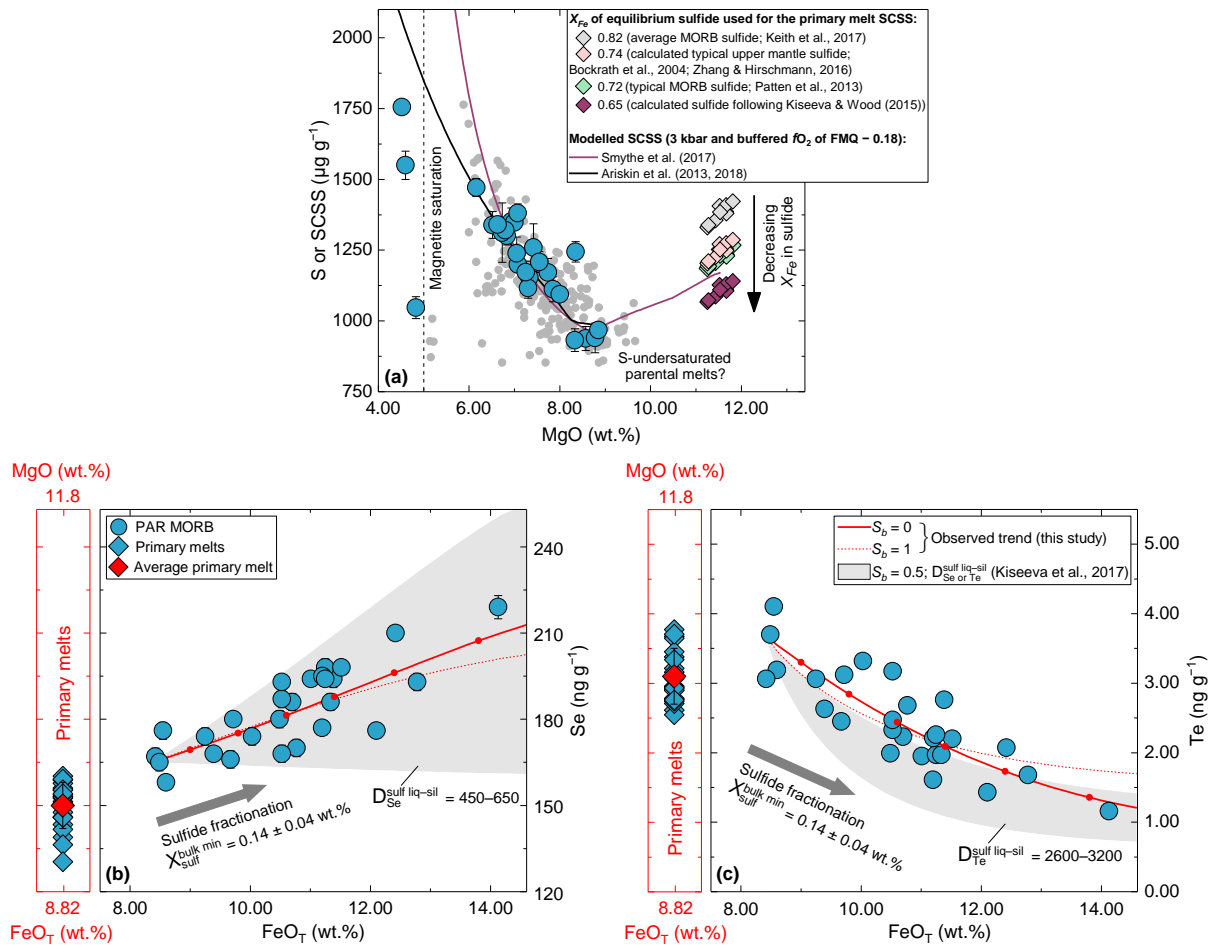 X_Fe of equilibrium sulfide used for the primary melt SCSS:
0.82 (average MORB sulfide; Keith et al., 2017)
0.74 (calculated typical upper mantle sulfide;
Bockrath et al., 2004; Zhang & Hirschmann, 2016)
0.72 (typical MORB sulfide; Patten et al., 2013)
0.65 (calculated sulfide following Kiseeva & Wood (2015))
Modelled SCSS (3 kbar and buffered fO₂ of FMQ − 0.18):
Smythe et al. (2017)
Ariskin et al. (2013, 2018)
2000
1750
1500
1250
1000
750
S or SCSS (µg g⁻¹)
Magnetite saturation
Decreasing
X_Fe in sulfide
S-undersaturated
parental melts?
(a)
4.00 6.00 8.00 10.00 12.00
MgO (wt.%)
MgO (wt.%)
11.8
Primary melts
8.82
FeO_T
(wt.%)
PAR MORB
Primary melts
Average primary melt
240
210
180
150
120
Se (ng g⁻¹)
Sulfide fractionation
X_sulf^bulk min = 0.14 ± 0.04 wt.%
D_Se^sulf liq–sil = 450–650
(b)
8.00 10.00 12.00 14.00
FeO_T (wt.%)
MgO (wt.%)
11.8
Primary melts
8.82
FeO_T
(wt.%)
S_b = 0
S_b = 1
} Observed trend (this study)
S_b = 0.5; D_Se or Te^sulf liq–sil (Kiseeva et al., 2017)
5.00
4.00
3.00
2.00
1.00
0.00
Te (ng g⁻¹)
Sulfide fractionation
X_sulf^bulk min = 0.14 ± 0.04 wt.%
D_Te^sulf liq–sil = 2600–3200
(c)
8.00 10.00 12.00 14.00
FeO_T (wt.%)